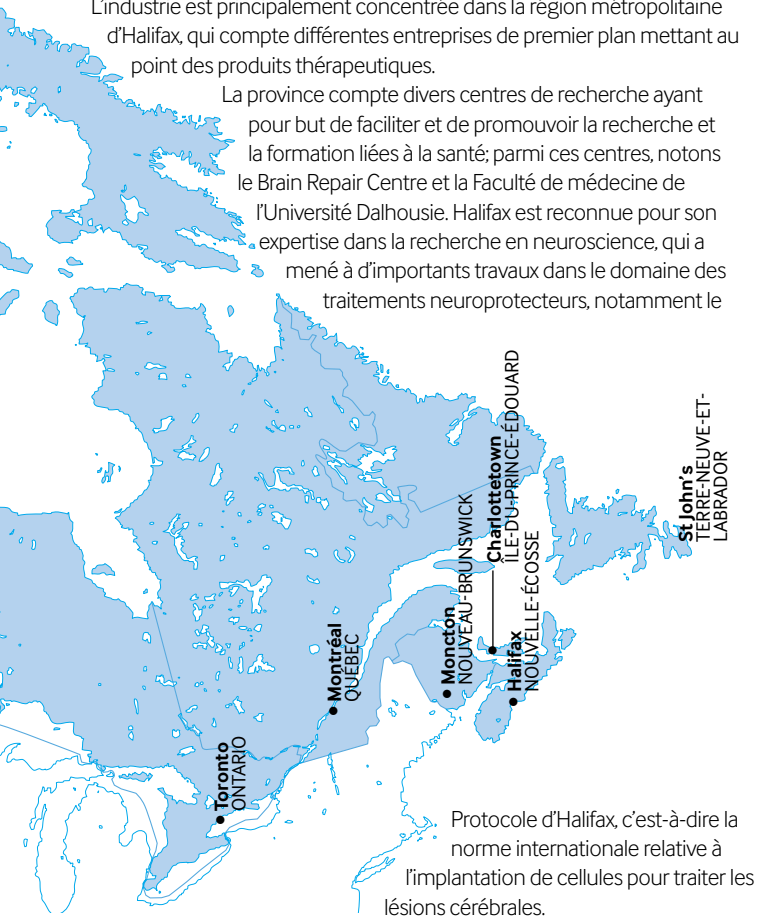 L'industrie est principalement concentrée dans la région métropolitaine
d'Halifax, qui compte différentes entreprises de premier plan mettant au
point des produits thérapeutiques.
La province compte divers centres de recherche ayant
pour but de faciliter et de promouvoir la recherche et
la formation liées à la santé; parmi ces centres, notons
le Brain Repair Centre et la Faculté de médecine de
l'Université Dalhousie. Halifax est reconnue pour son
expertise dans la recherche en neuroscience, qui a
mené à d'importants travaux dans le domaine des
traitements neuroprotecteurs, notamment le
Protocole d'Halifax, c'est-à-dire la
norme internationale relative à
l'implantation de cellules pour traiter les
lésions cérébrales.
Toronto
ONTARIO
Montréal
QUÉBEC
Moncton
NOUVEAU-BRUNSWICK
Charlottetown
ÎLE-DU-PRINCE-ÉDOUARD
Halifax
NOUVELLE-ÉCOSSE
St John's
TERRE-NEUVE-ET-
LABRADOR